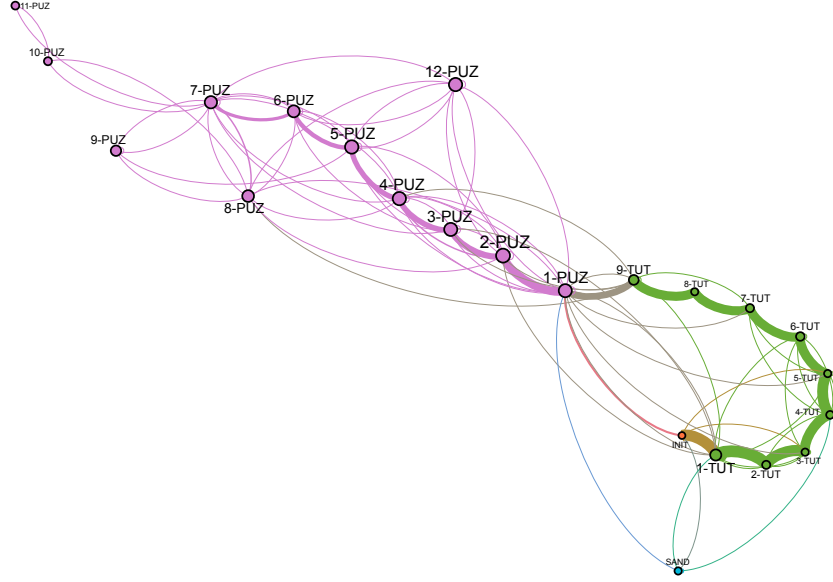 11-PUZ
10-PUZ
12-PUZ
7-PUZ
6-PUZ
5-PUZ
9-PUZ
4-PUZ
8-PUZ
3-PUZ
2-PUZ
1-PUZ
9-TUT
8-TUT
7-TUT
6-TUT
5-TUT
4-TUT
INIT
3-TUT
1-TUT
2-TUT
SAND